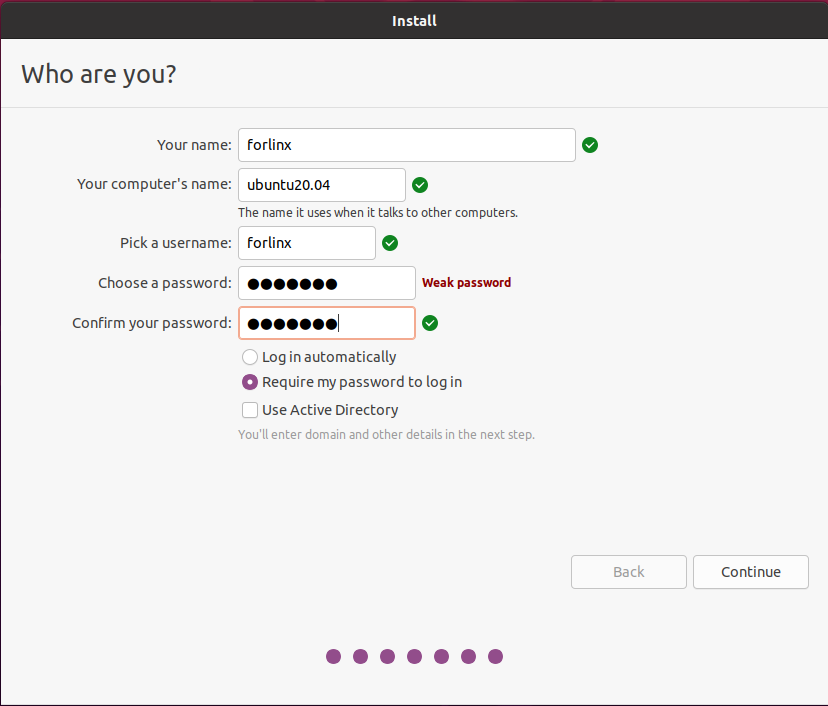 Install
Who are you?
Your name: forlinx
Your computer's name: ubuntu20.04
The name it uses when it talks to other computers.
Pick a username: forlinx
Choose a password: ●●●●●●● Weak password
Confirm your password: ●●●●●●●
Log in automatically
Require my password to log in
Use Active Directory
You'll enter domain and other details in the next step.
Back Continue